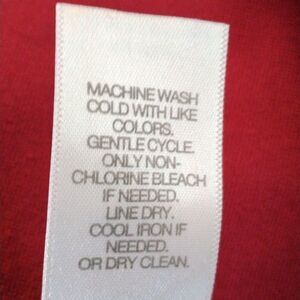 MACHINE WASH
COLD WITH LIKE
COLORS.
GENTLE CYCLE.
ONLY NON-
CHLORINE BLEACH
IF NEEDED.
LINE DRY.
COOL IRON IF
NEEDED.
OR DRY CLEAN.